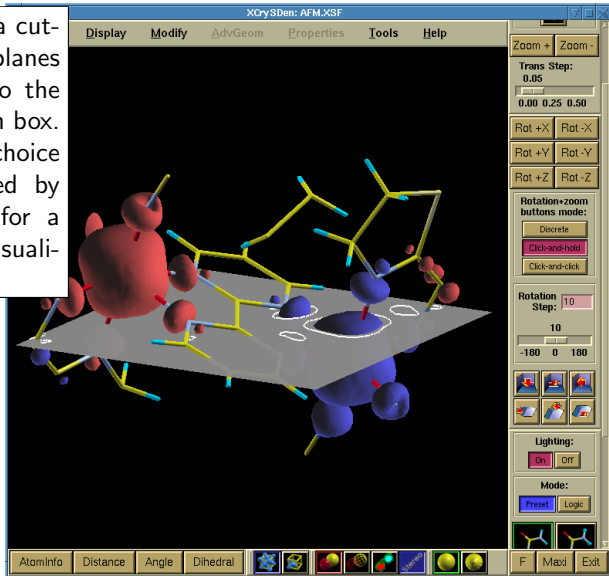 XCrySDen: AFM.XSF
a cut-
planes
o the
n box.
choice
ed by
for a
suali-
Display Modify AdvGeom Properties Tools Help
Zoom + Zoom -
Trans Step:
0.05
0.00 0.25 0.50
Rot +X Rot -X
Rot +Y Rot -Y
Rot +Z Rot -Z
Rotation+zoom
buttons mode:
Discrete
Click-and-hold
Click-and-click
Rotation
Step: 10
10
-180 0 180
Lighting:
On Off
Mode:
Preset Logic
AtomInfo Distance Angle Dihedral stereo F Maxi Exit